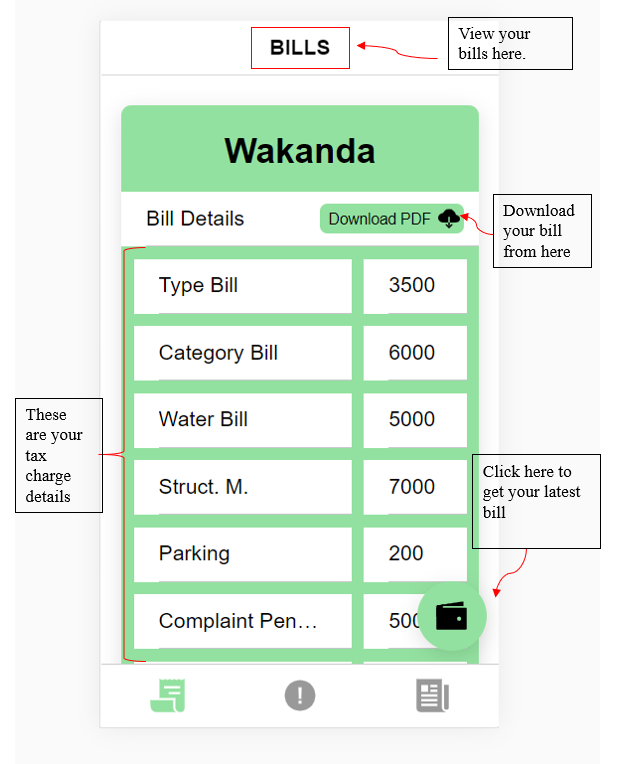 BILLS
View your
bills here.
Wakanda
Bill Details
Download PDF
Download
your bill
from here
Type Bill 3500
Category Bill 6000
Water Bill 5000
These
are your
tax
charge
details
Struct. M. 7000
Click here to
get your latest
bill
Parking 200
Complaint Pen…